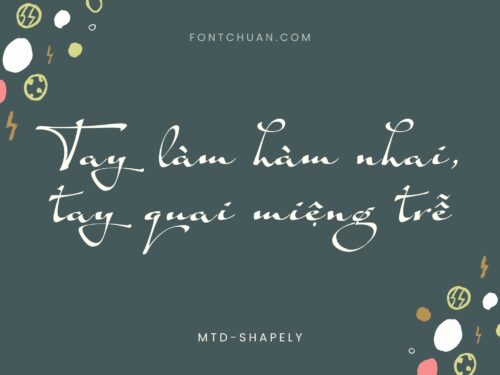 FONTCHUAN.COM
Tay làm hàm nhai,
tay quai miệng trễ
MTD-SHAPELY